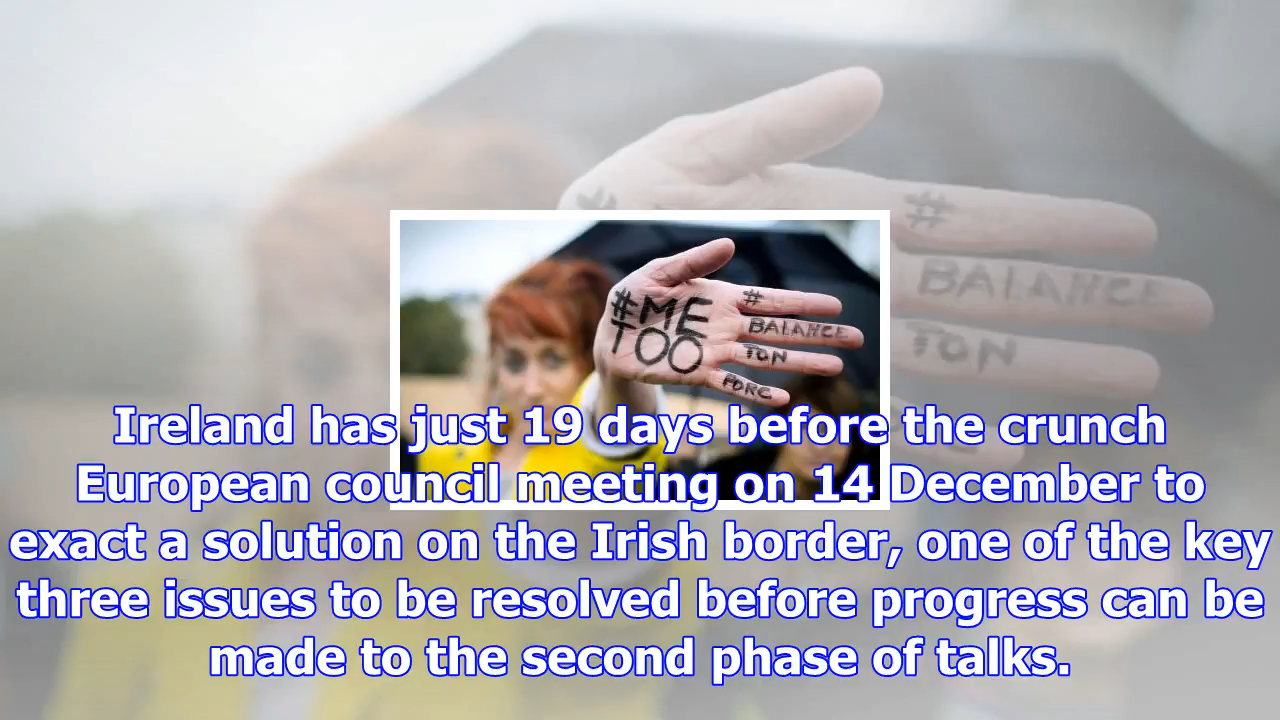 #
#ME
TOO
#
BALANCE
TON
PORC
BALANCE
TON
Ireland has just 19 days before the crunch
European council meeting on 14 December to
exact a solution on the Irish border, one of the key
three issues to be resolved before progress can be
made to the second phase of talks.